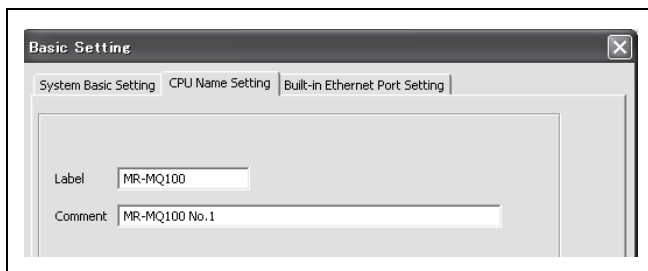 Basic Setting
System Basic Setting CPU Name Setting Built-in Ethernet Port Setting
Label MR-MQ100
Comment MR-MQ100 No.1